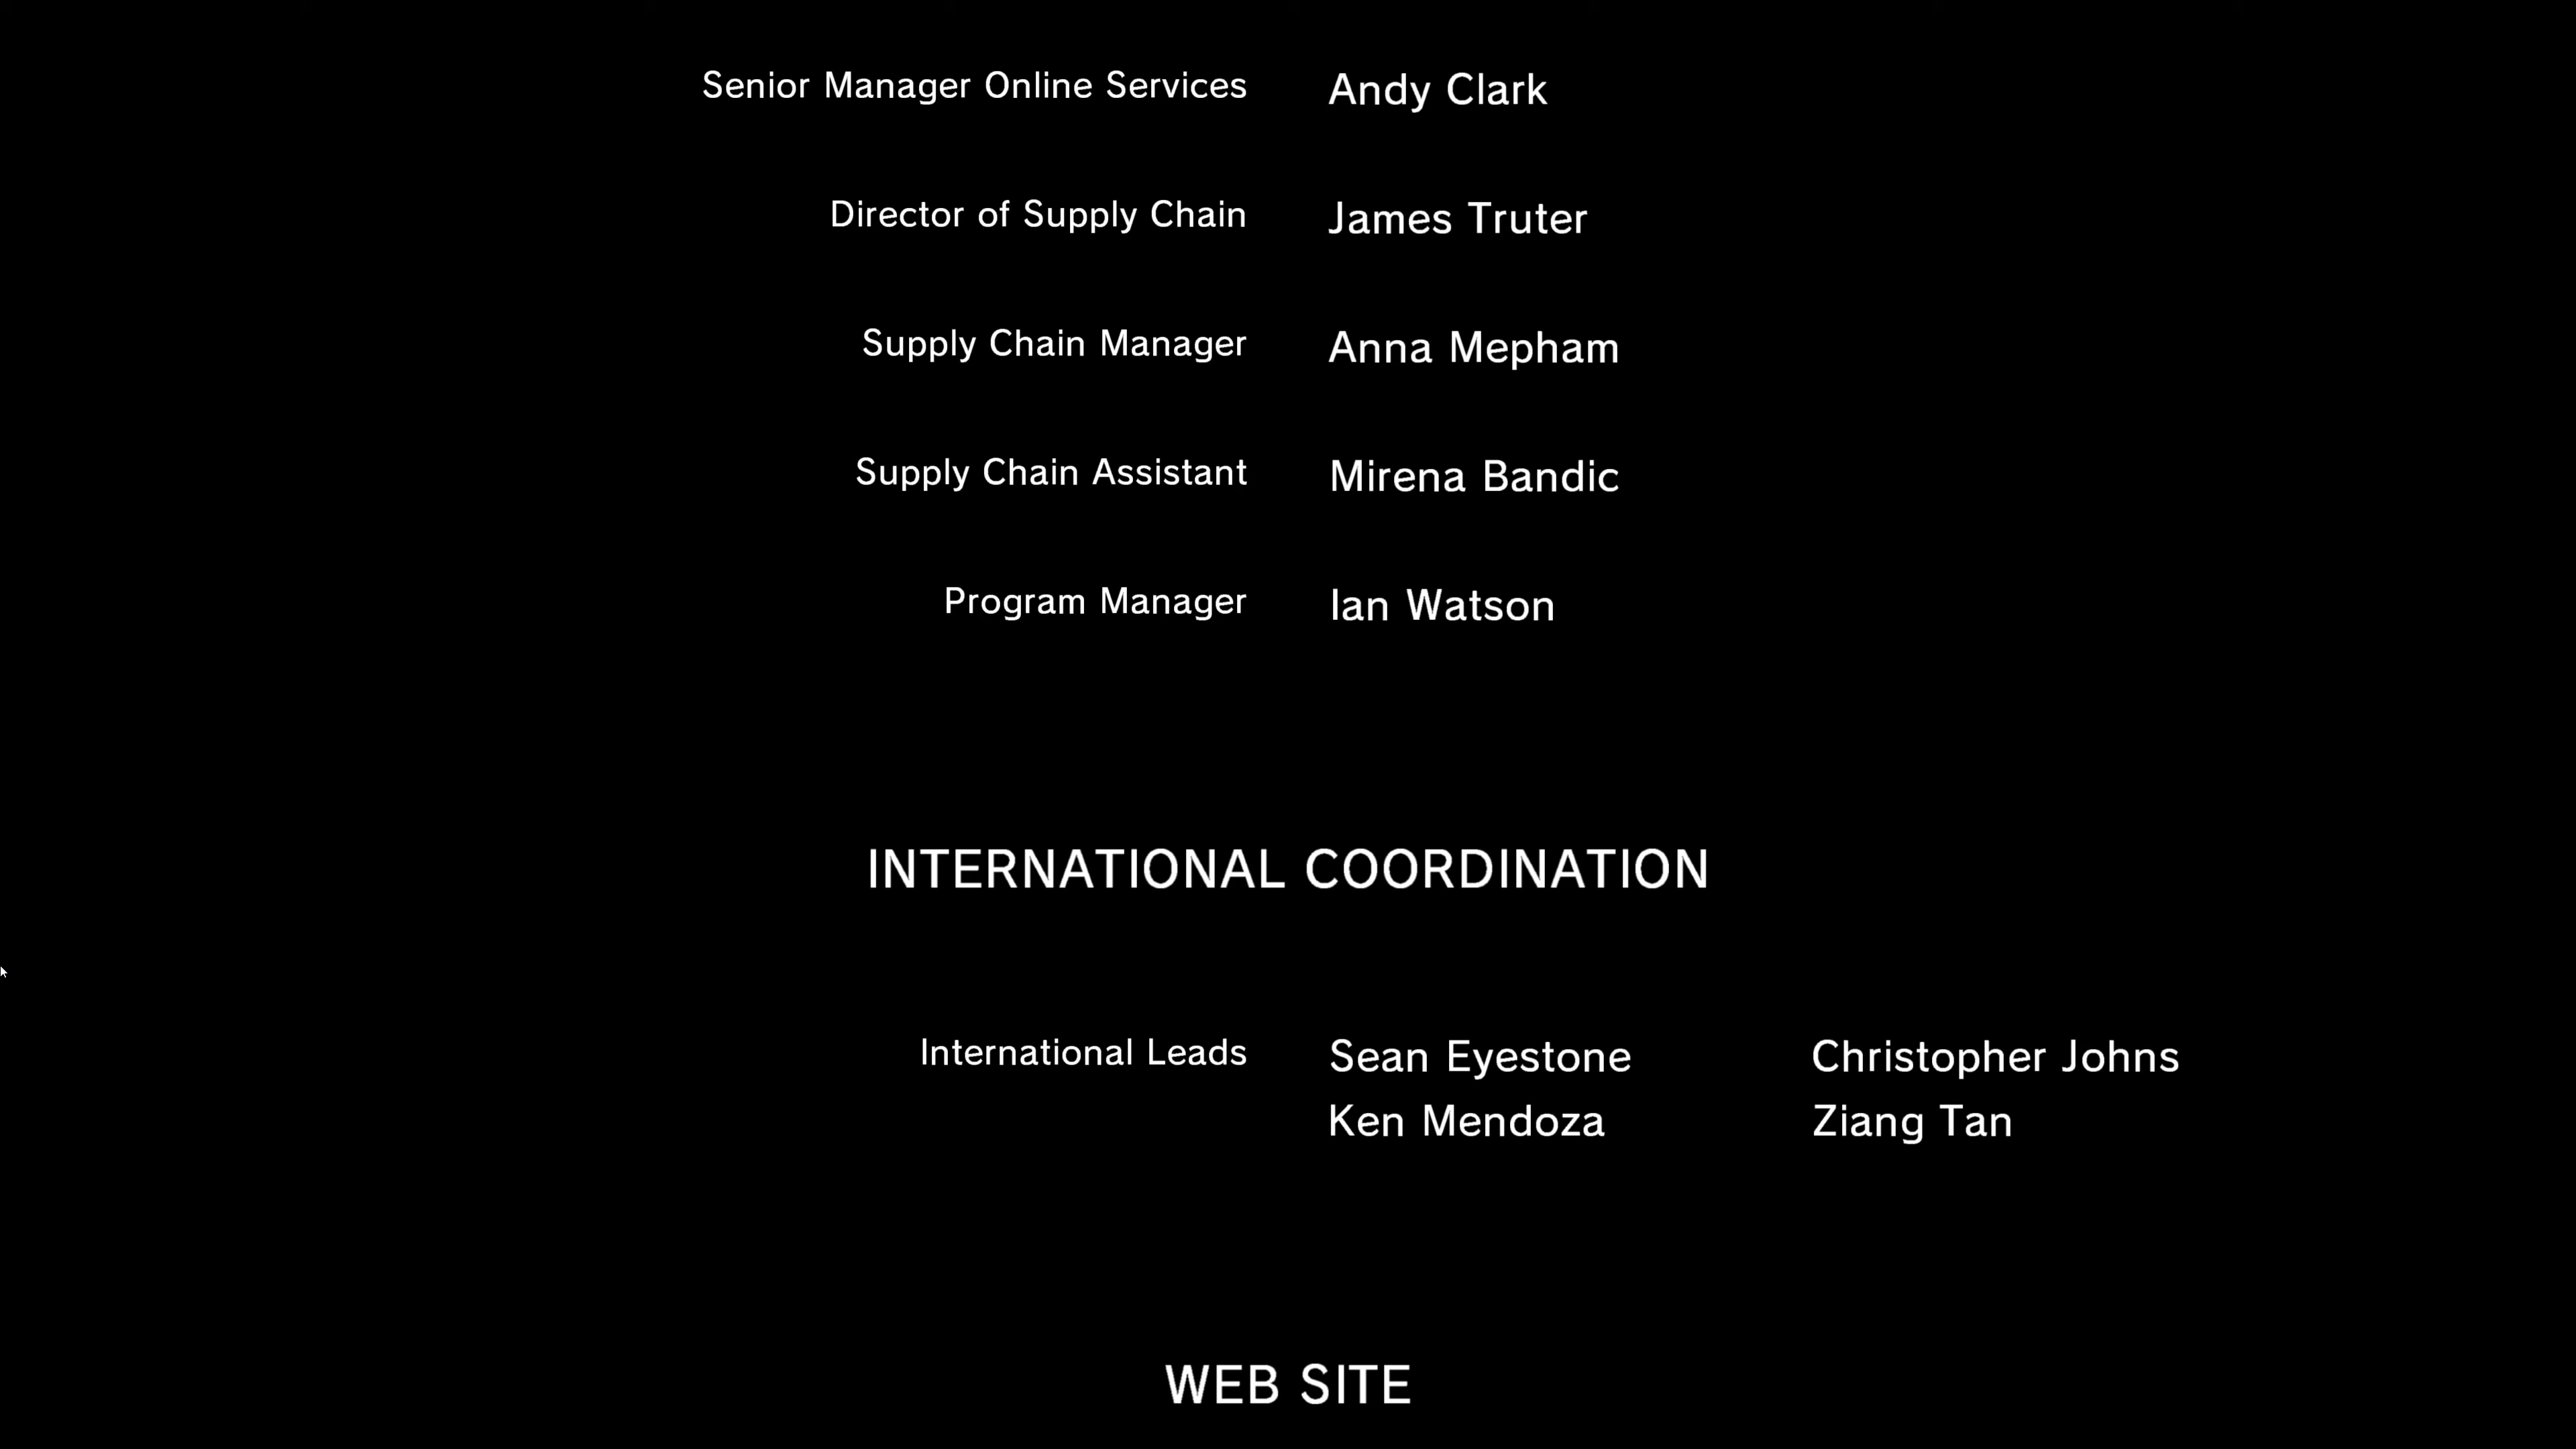 Senior Manager Online Services Andy Clark
Director of Supply Chain James Truter
Supply Chain Manager Anna Mepham
Supply Chain Assistant Mirena Bandic
Program Manager Ian Watson
INTERNATIONAL COORDINATION
International Leads Sean Eyestone Christopher Johns
Ken Mendoza Ziang Tan
WEB SITE